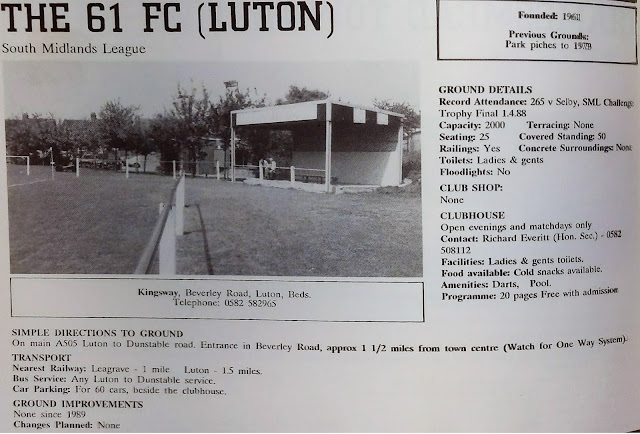 THE 61 FC (LUTON)
South Midlands League
Founded: 1961
Previous Grounds:
Park piches to 1979
GROUND DETAILS
Record Attendance: 265 v Selby, SML Challenge
Trophy Final 1.4.88
Capacity: 2000 Terracing: None
Seating: 25 Covered Standing: 50
Railings: Yes Concrete Surroundings: None
Toilets: Ladies & gents
Floodlights: No
CLUB SHOP:
None
CLUBHOUSE
Open evenings and matchdays only
Contact: Richard Everitt (Hon. Sec.) - 0582
508112
Facilities: Ladies & gents toilets.
Food available: Cold snacks available.
Amenities: Darts, Pool.
Programme: 20 pages Free with admission
Kingsway, Beverley Road, Luton, Beds.
Telephone: 0582 582965
SIMPLE DIRECTIONS TO GROUND
On main A505 Luton to Dunstable road. Entrance in Beverley Road, approx 1 1/2 miles from town centre (Watch for One Way System).
TRANSPORT
Nearest Railway: Leagrave - 1 mile Luton - 1.5 miles.
Bus Service: Any Luton to Dunstable service.
Car Parking: For 60 cars, beside the clubhouse.
GROUND IMPROVEMENTS
None since 1989
Changes Planned: None